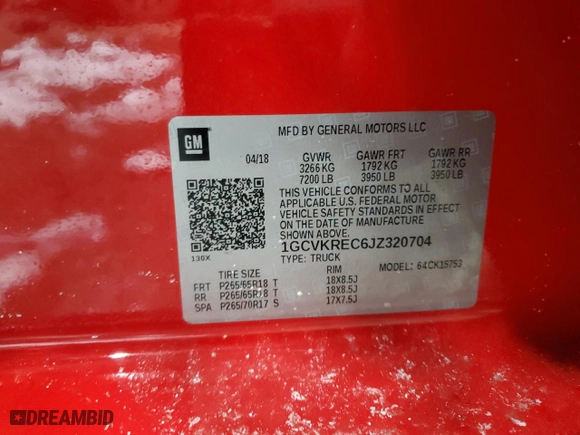 MFD BY GENERAL MOTORS LLC
GM
04/18 GVWR GAWR FRT GAWR RR
3266 KG 1792 KG 1792 KG
7200 LB 3950 LB 3950 LB
THIS VEHICLE CONFORMS TO ALL
APPLICABLE U.S. FEDERAL MOTOR
VEHICLE SAFETY STANDARDS IN EFFECT
ON THE DATE OF MANUFACTURE
SHOWN ABOVE.
1GCVKREC6JZ320704
130X TYPE: TRUCK MODEL: 64CK15753
TIRE SIZE RIM
FRT P265/65R18 T 18X8.5J
RR P265/65R18 T 18X8.5J
SPA P265/70R17 S 17X7.5J
DREAMBID